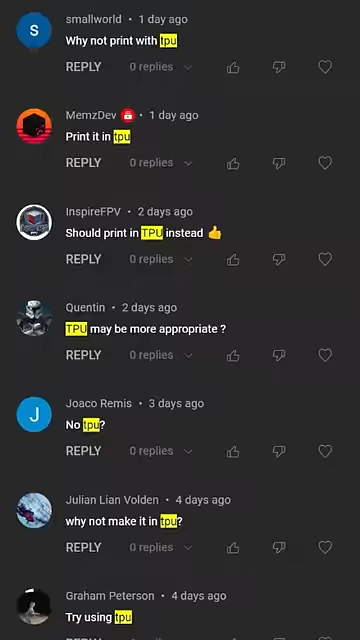 S
smallworld • 1 day ago
Why not print with tpu
REPLY 0 replies
MemzDev • 1 day ago
Print it in tpu
REPLY 0 replies
InspireFPV • 2 days ago
Should print in TPU instead 👍
REPLY 0 replies
Quentin • 2 days ago
TPU may be more appropriate ?
REPLY 0 replies
J
Joaco Remis • 3 days ago
No tpu?
REPLY 0 replies
Julian Lian Volden • 4 days ago
why not make it in tpu?
REPLY 0 replies
Graham Peterson • 4 days ago
Try using tpu